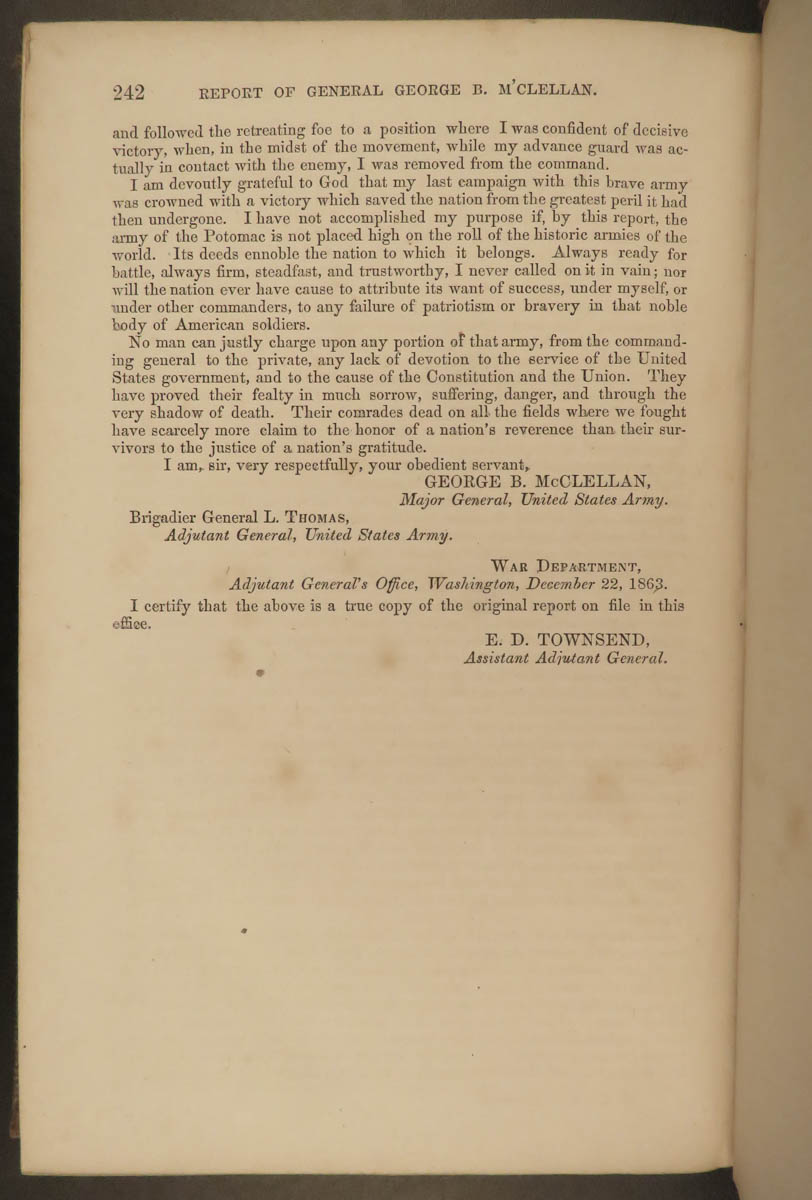 242 REPORT OF GENERAL GEORGE B. M'CLELLAN.
and followed the retreating foe to a position where I was confident of decisive
victory, when, in the midst of the movement, while my advance guard was ac-
tually in contact with the enemy, I was removed from the command.
I am devoutly grateful to God that my last campaign with this brave army
was crowned with a victory which saved the nation from the greatest peril it had
then undergone. I have not accomplished my purpose if, by this report, the
army of the Potomac is not placed high on the roll of the historic armies of the
world. Its deeds ennoble the nation to which it belongs. Always ready for
battle, always firm, steadfast, and trustworthy, I never called on it in vain; nor
will the nation ever have cause to attribute its want of success, under myself, or
under other commanders, to any failure of patriotism or bravery in that noble
body of American soldiers.
No man can justly charge upon any portion of that army, from the command-
ing general to the private, any lack of devotion to the service of the United
States government, and to the cause of the Constitution and the Union. They
have proved their fealty in much sorrow, suffering, danger, and through the
very shadow of death. Their comrades dead on all the fields where we fought
have scarcely more claim to the honor of a nation's reverence than their sur-
vivors to the justice of a nation's gratitude.
I am, sir, very respectfully, your obedient servant,
GEORGE B. McCLELLAN,
Major General, United States Army.
Brigadier General L. THOMAS,
Adjutant General, United States Army.
WAR DEPARTMENT,
Adjutant General's Office, Washington, December 22, 1863.
I certify that the above is a true copy of the original report on file in this
office.
E. D. TOWNSEND,
Assistant Adjutant General.